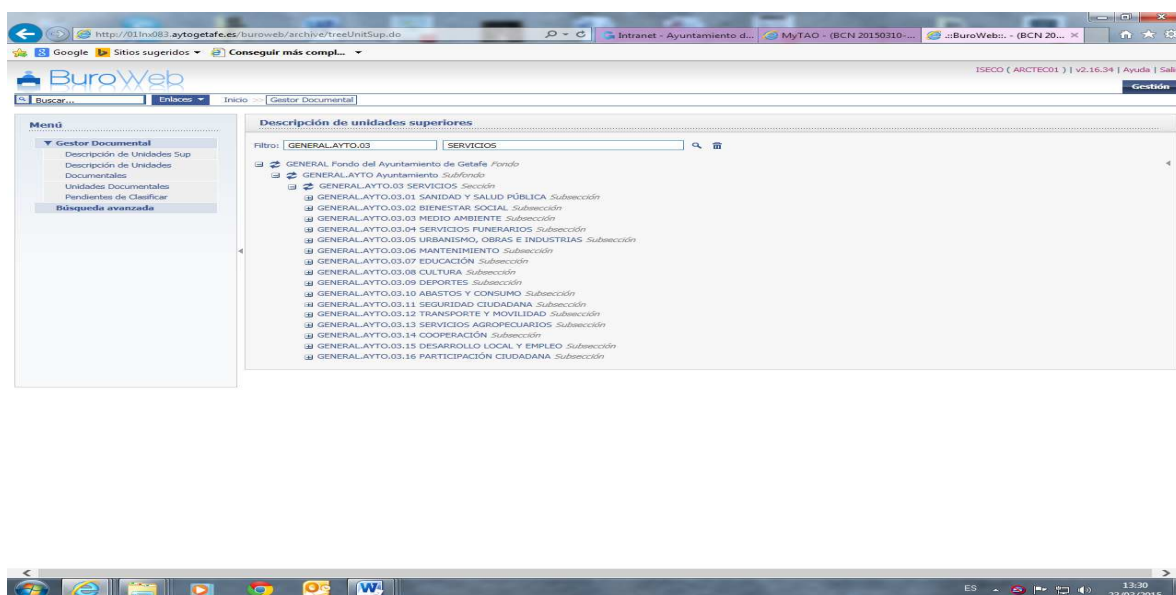 http://01lnx083.aytogetafe.es/buroweb/archive/treeUnitSup.do
Intranet - Ayuntamiento d...
MyTAO - (BCN 20150310-...
.::BuroWeb::. - (BCN 20...
Google
Sitios sugeridos
Conseguir más compl...
BuroWeb
ISECO ( ARCTEC01 ) | v2.16.34 | Ayuda | Sali
Gestión
Buscar...
Enlaces
Inicio >> Gestor Documental
Menú
Gestor Documental
Descripción de Unidades Sup
Descripción de Unidades
Documentales
Unidades Documentales
Pendientes de Clasificar
Búsqueda avanzada
Descripción de unidades superiores
Filtro: GENERAL.AYTO.03 SERVICIOS
GENERAL Fondo del Ayuntamiento de Getafe Fondo
GENERAL.AYTO Ayuntamiento Subfondo
GENERAL.AYTO.03 SERVICIOS Sección
GENERAL.AYTO.03.01 SANIDAD Y SALUD PÚBLICA Subsección
GENERAL.AYTO.03.02 BIENESTAR SOCIAL Subsección
GENERAL.AYTO.03.03 MEDIO AMBIENTE Subsección
GENERAL.AYTO.03.04 SERVICIOS FUNERARIOS Subsección
GENERAL.AYTO.03.05 URBANISMO, OBRAS E INDUSTRIAS Subsección
GENERAL.AYTO.03.06 MANTENIMIENTO Subsección
GENERAL.AYTO.03.07 EDUCACIÓN Subsección
GENERAL.AYTO.03.08 CULTURA Subsección
GENERAL.AYTO.03.09 DEPORTES Subsección
GENERAL.AYTO.03.10 ABASTOS Y CONSUMO Subsección
GENERAL.AYTO.03.11 SEGURIDAD CIUDADANA Subsección
GENERAL.AYTO.03.12 TRANSPORTE Y MOVILIDAD Subsección
GENERAL.AYTO.03.13 SERVICIOS AGROPECUARIOS Subsección
GENERAL.AYTO.03.14 COOPERACIÓN Subsección
GENERAL.AYTO.03.15 DESARROLLO LOCAL Y EMPLEO Subsección
GENERAL.AYTO.03.16 PARTICIPACIÓN CIUDADANA Subsección
ES
13:30
23/03/2015